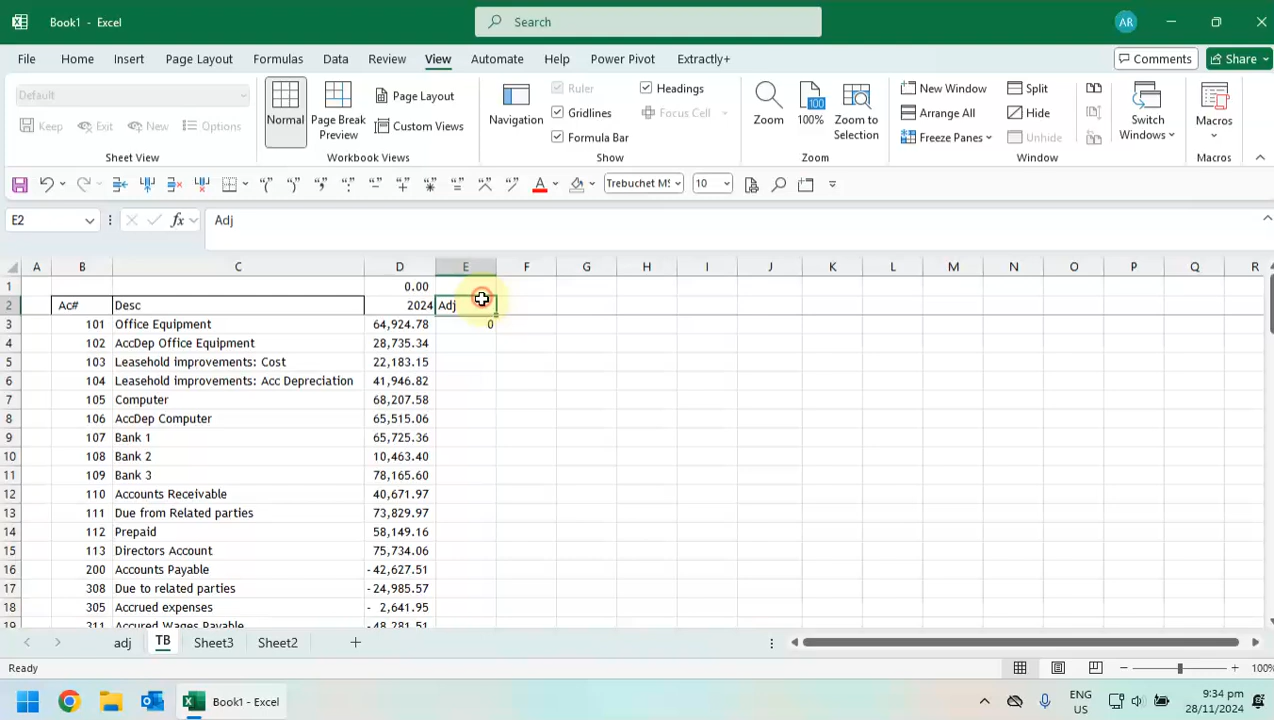 Book1 - Excel
Search
AR
File Home Insert Page Layout Formulas Data Review View Automate Help Power Pivot Extractly+ Comments Share
Default
Keep Exit New Options
Sheet View
Normal
Page Break Preview
Page Layout
Custom Views
Workbook Views
Navigation
Ruler
Gridlines
Formula Bar
Headings
Focus Cell
Show
Zoom
100
100%
Zoom to Selection
Zoom
New Window
Arrange All
Freeze Panes
Split
Hide
Unhide
Window
Switch Windows
Macros
Macros
Trebuchet MS 10
E2 fx Adj
A B C D E F G H I J K L M N O P Q R
1 0.00
2 Ac# Desc 2024 Adj
3 101 Office Equipment 64,924.78 0
4 102 AccDep Office Equipment 28,735.34
5 103 Leasehold improvements: Cost 22,183.15
6 104 Leasehold improvements: Acc Depreciation 41,946.82
7 105 Computer 68,207.58
8 106 AccDep Computer 65,515.06
9 107 Bank 1 65,725.36
10 108 Bank 2 10,463.40
11 109 Bank 3 78,165.60
12 110 Accounts Receivable 40,671.97
13 111 Due from Related parties 73,829.97
14 112 Prepaid 58,149.16
15 113 Directors Account 75,734.06
16 200 Accounts Payable - 42,627.51
17 308 Due to related parties - 24,985.57
18 305 Accrued expenses - 2,641.95
19 311 Accured Wages Payable - 48,281.51
adj TB Sheet3 Sheet2
Ready
100%
Book1 - Excel
ENG
US
9:34 pm
28/11/2024